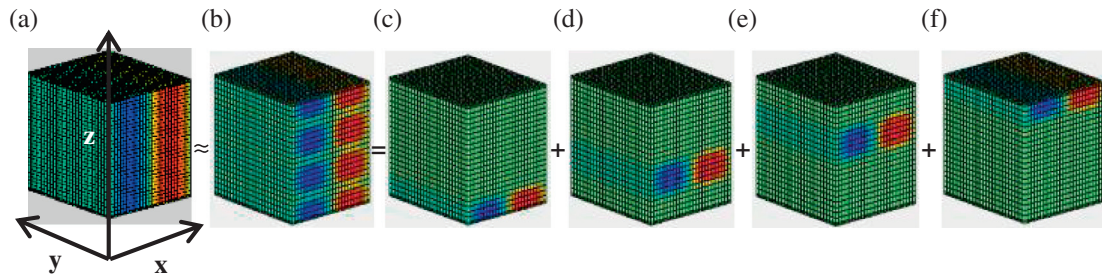 (a) (b) (c) (d) (e) (f)
z
≈ = + + +
y x